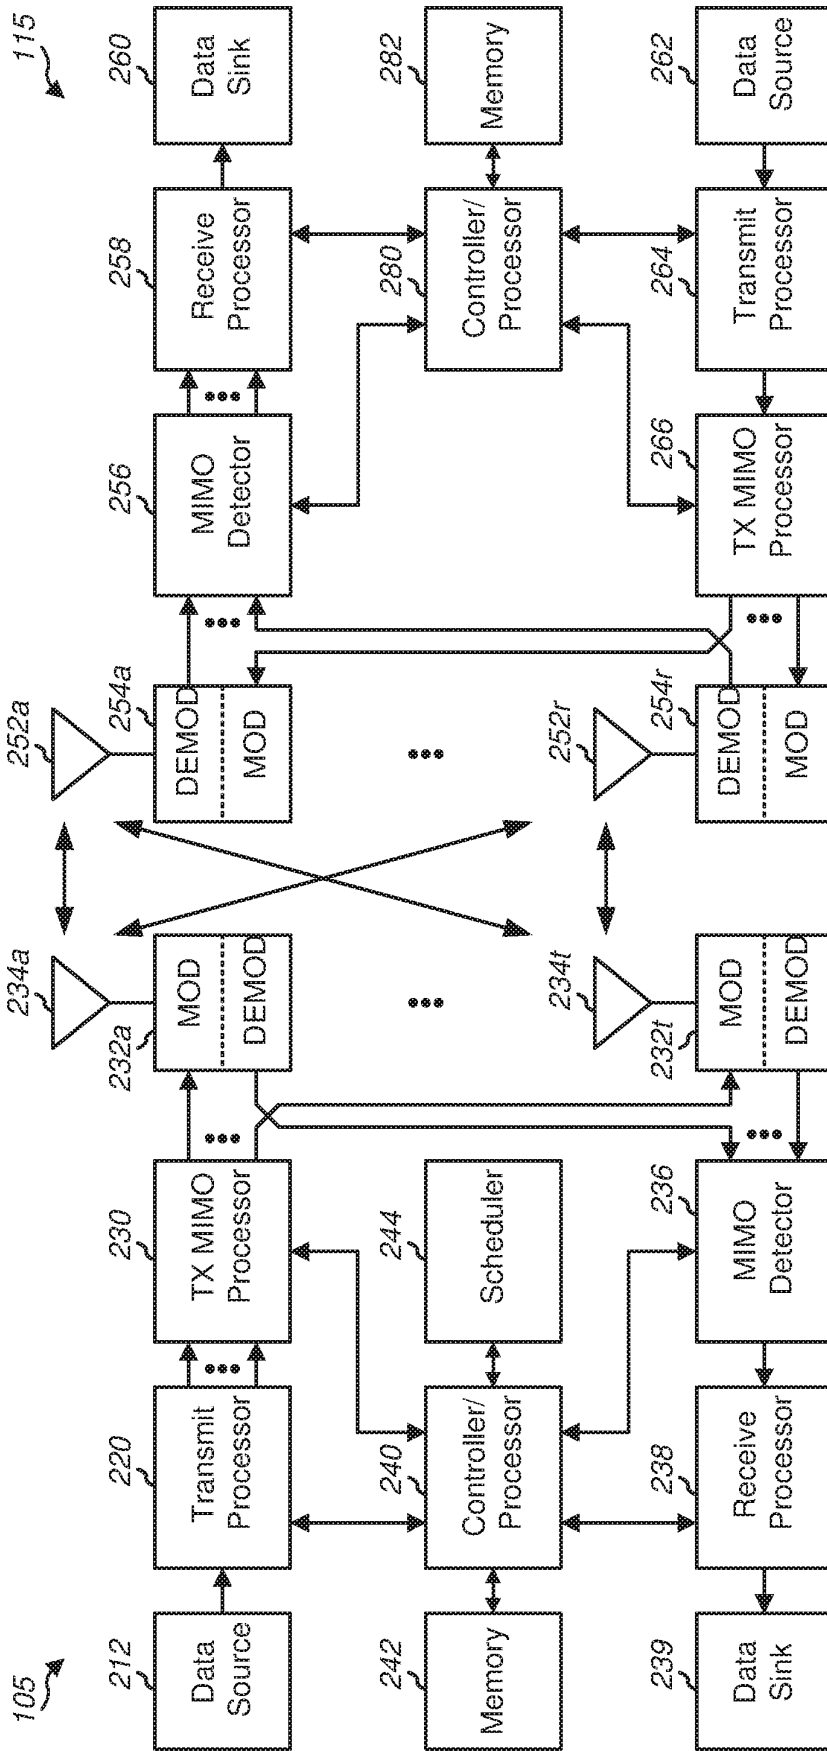 105
212
Data
Source
220
Transmit
Processor
230
TX MIMO
Processor
232a
MOD
DEMOD
234a
252a
254a
DEMOD
MOD
256
MIMO
Detector
258
Receive
Processor
260
Data
Sink
115
242
Memory
240
Controller/
Processor
244
Scheduler
280
Controller/
Processor
282
Memory
239
Data
Sink
238
Receive
Processor
236
MIMO
Detector
232t
MOD
DEMOD
234t
252r
254r
DEMOD
MOD
266
TX MIMO
Processor
264
Transmit
Processor
262
Data
Source